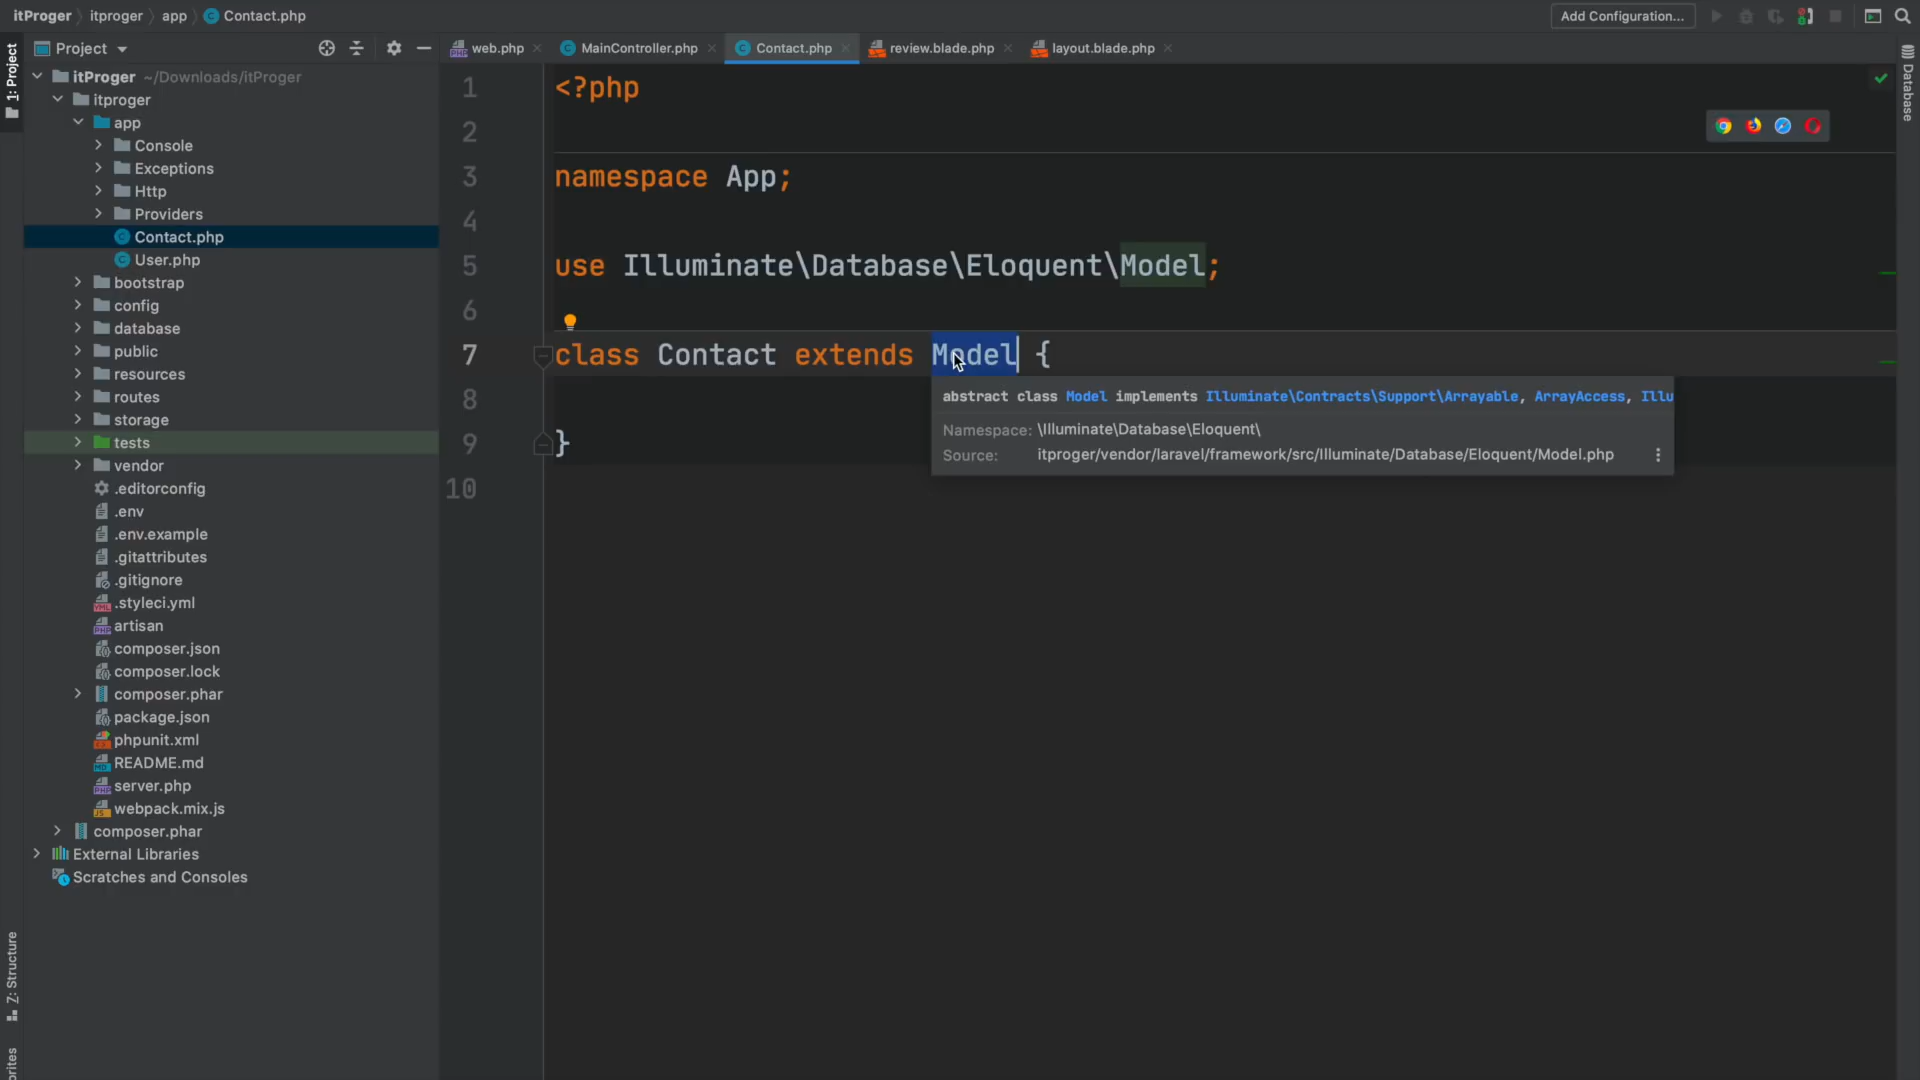 itProger itproger app Contact.php
Add Configuration...
1: Project
Project
web.php MainController.php Contact.php review.blade.php layout.blade.php
Database
itProger ~/Downloads/itProger
itproger
app
Console
Exceptions
Http
Providers
Contact.php
User.php
bootstrap
config
database
public
resources
routes
storage
tests
vendor
.editorconfig
.env
.env.example
.gitattributes
.gitignore
.styleci.yml
artisan
composer.json
composer.lock
composer.phar
package.json
phpunit.xml
README.md
server.php
webpack.mix.js
composer.phar
External Libraries
Scratches and Consoles
1 <?php
2
3 namespace App;
4
5 use Illuminate\Database\Eloquent\Model;
6
7 class Contact extends Model {
8
9 }
10
abstract class Model implements Illuminate\Contracts\Support\Arrayable, ArrayAccess, Illu
Namespace: \Illuminate\Database\Eloquent\
Source: itproger/vendor/laravel/framework/src/Illuminate/Database/Eloquent/Model.php
Z: Structure
orites